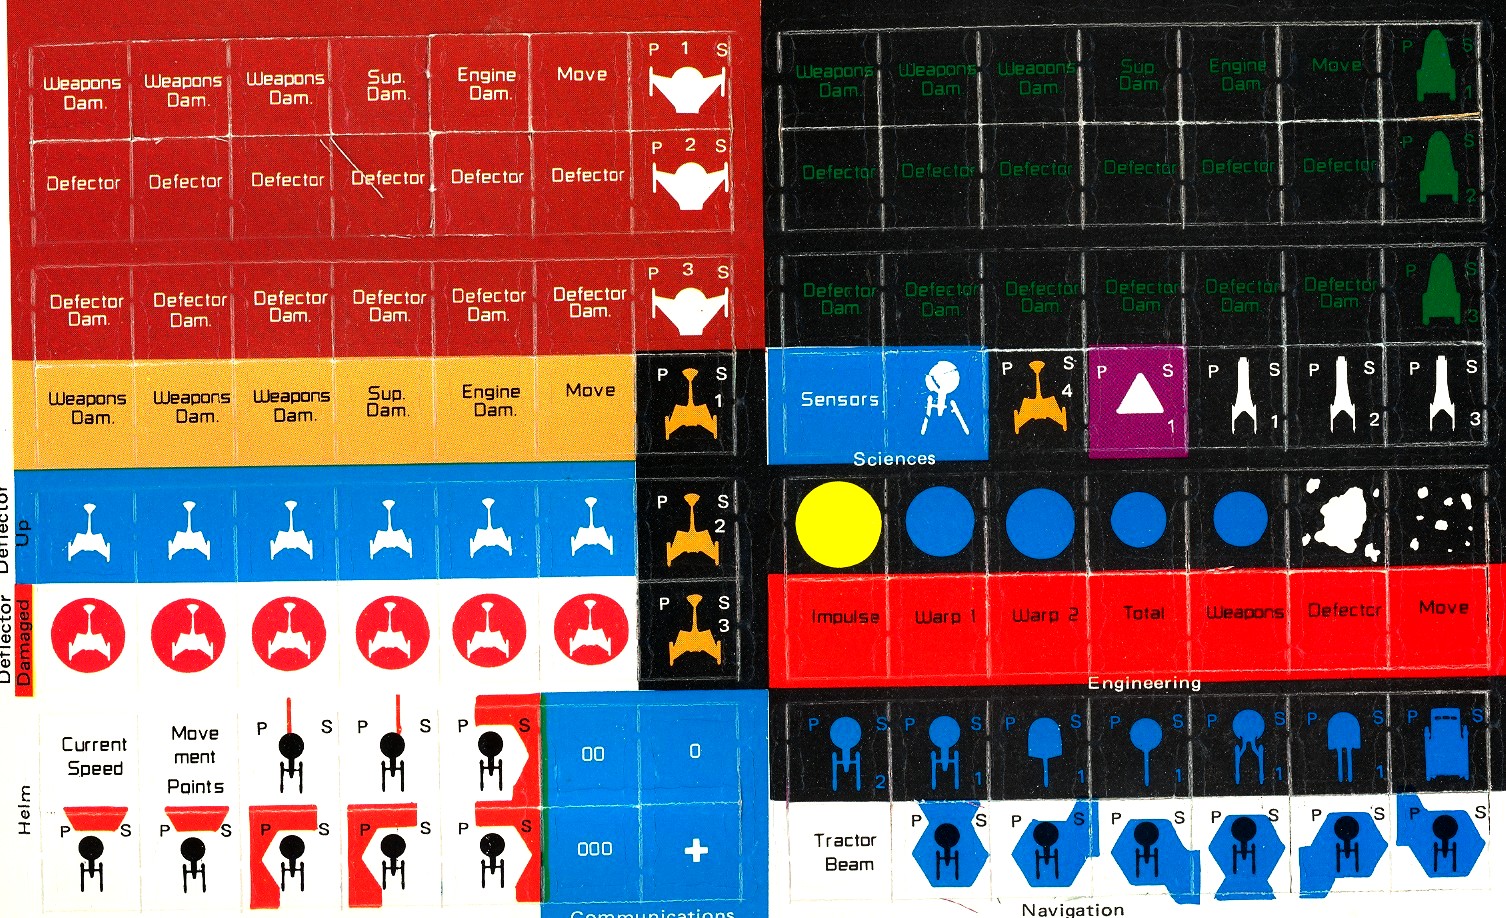 Weapons Dam.
Weapons Dam.
Weapons Dam.
Sup. Dam.
Engine Dam.
Move
P 1 S
Defector
Defector
Defector
Defector
Defector
Defector
P 2 S
Defector Dam.
Defector Dam.
Defector Dam.
Defector Dam.
Defector Dam.
Defector Dam.
P 3 S
Weapons Dam.
Weapons Dam.
Weapons Dam.
Sup. Dam.
Engine Dam.
Move
P S 1
Deflector Up
P S 2
Deflector Damaged
P S 3
Helm
Current Speed
Move ment Points
P S
P S
P S
OO
O
P S
P S
P S
P S
P S
OOO
+
Communications
Weapons Dam.
Weapons Dam
Weapons Dam
Sup Dam
Engine Dam
Move
P S 1
Defector
Defector
Defector
Defector
Defector
Defector
P S 2
Defector Dam.
Defector Dam.
Defector Dam
Defector Dam
Defector Dam.
Defector Dam
P S 3
Sensors
P S 4
P S 1
P S 1
P S 2
P S 3
Sciences
Impulse
Warp 1
Warp 2
Total
Weapons
Defector
Move
Engineering
P S 2
P S 1
P S 1
P S 1
P S 1
P S 1
P S
Tractor Beam
P S
P S
P S
P S
P S
P S
Navigation